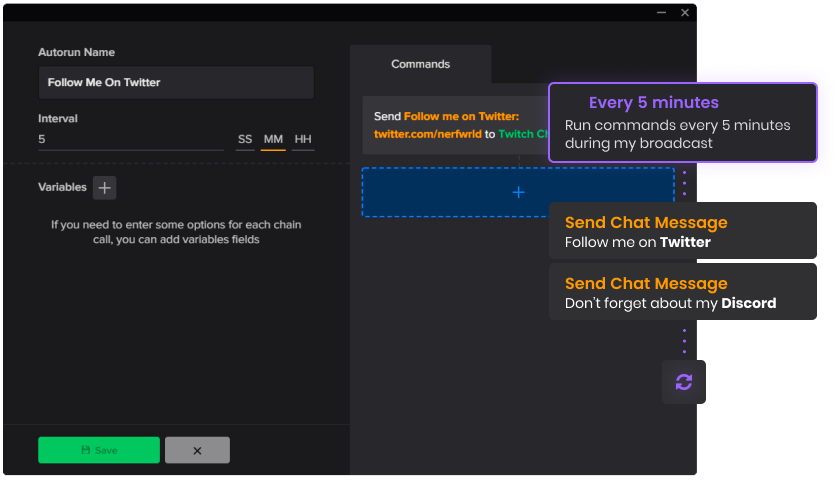 Autorun Name
Follow Me On Twitter
Interval
5
SS MM HH
Variables
If you need to enter some options for each chain
call, you can add variables fields
Save
Commands
Send Follow me on Twitter:
twitter.com/nerfwrld to Twitch
Every 5 minutes
Run commands every 5 minutes
during my broadcast
Send Chat Message
Follow me on Twitter
Send Chat Message
Don't forget about my Discord